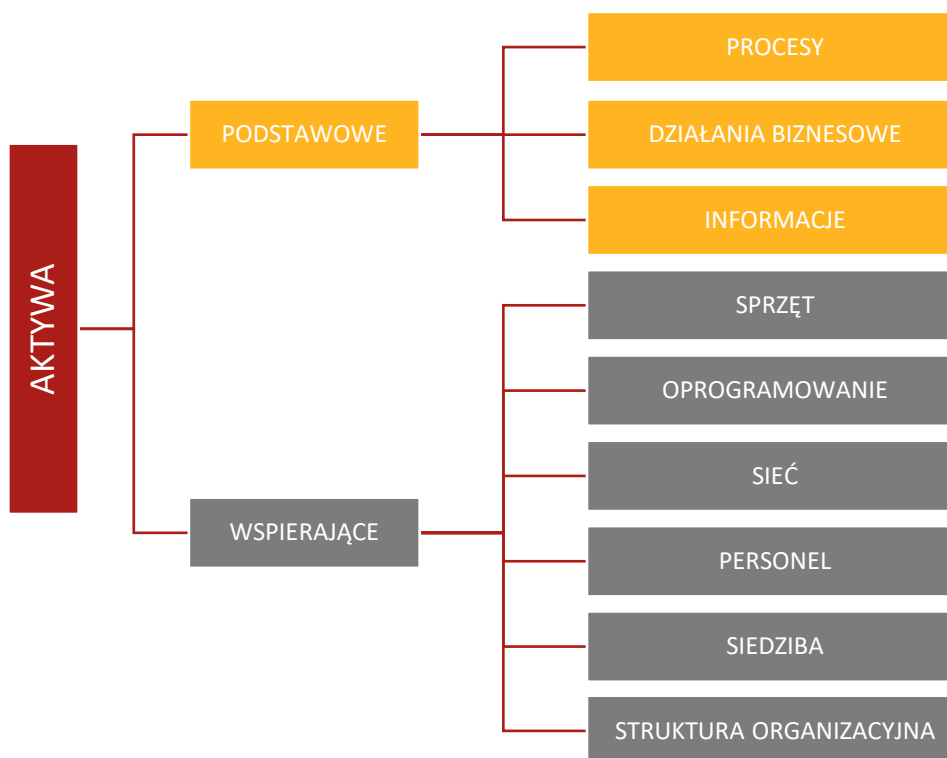 AKTYWA
PODSTAWOWE
PROCESY
DZIAŁANIA BIZNESOWE
INFORMACJE
WSPIERAJĄCE
SPRZĘT
OPROGRAMOWANIE
SIEĆ
PERSONEL
SIEDZIBA
STRUKTURA ORGANIZACYJNA